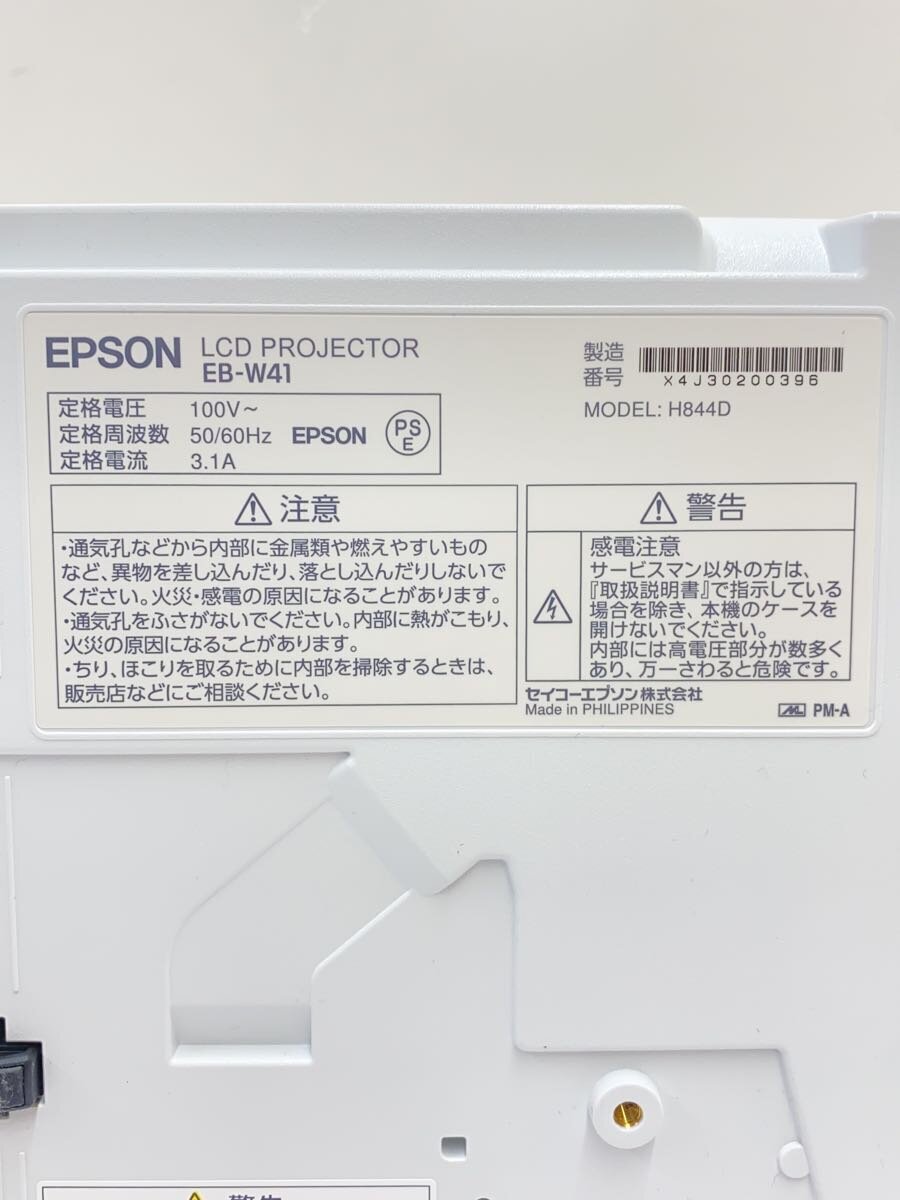 EPSON LCD PROJECTOR
EB-W41
定格電圧 100V~
定格周波数 50/60Hz EPSON PS E
定格電流 3.1A
製造
番号
X4J30200396
MODEL: H844D
注意
・通気孔などから内部に金属類や燃えやすいもの
など、異物を差し込んだり、落とし込んだりしないで
ください。火災・感電の原因になることがあります。
・通気孔をふさがないでください。内部に熱がこもり、
火災の原因になることがあります。
・ちり、ほこりを取るために内部を掃除するときは、
販売店などにご相談ください。
警告
感電注意
サービスマン以外の方は、
『取扱説明書』で指示している
場合を除き、本機のケースを
開けないでください。
内部には高電圧部分が数多く
あり、万一さわると危険です。
セイコーエプソン株式会社
Made in PHILIPPINES
PM-A
警告